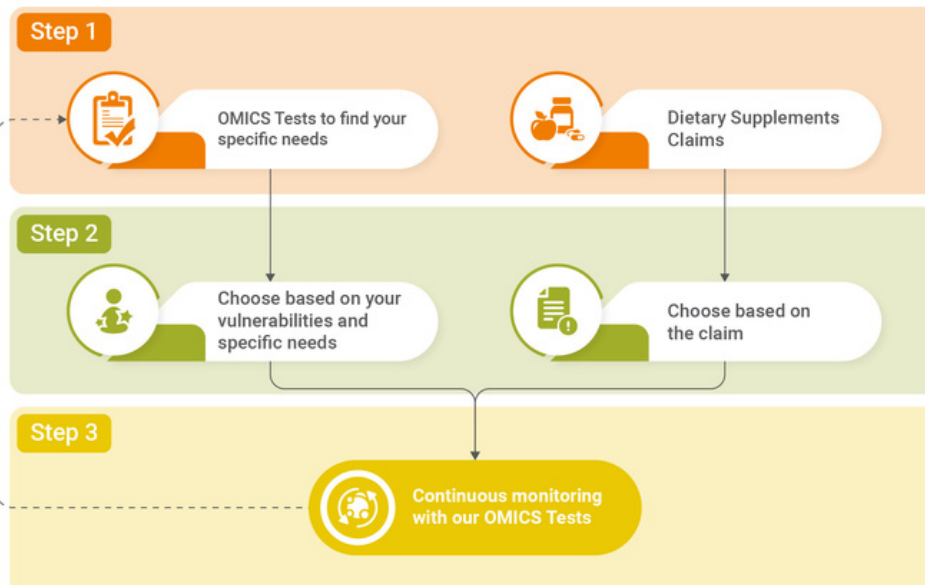 Step 1
OMICS Tests to find your
specific needs
Dietary Supplements
Claims
Step 2
Choose based on your
vulnerabilities and
specific needs
Choose based on
the claim
Step 3
Continuous monitoring
with our OMICS Tests